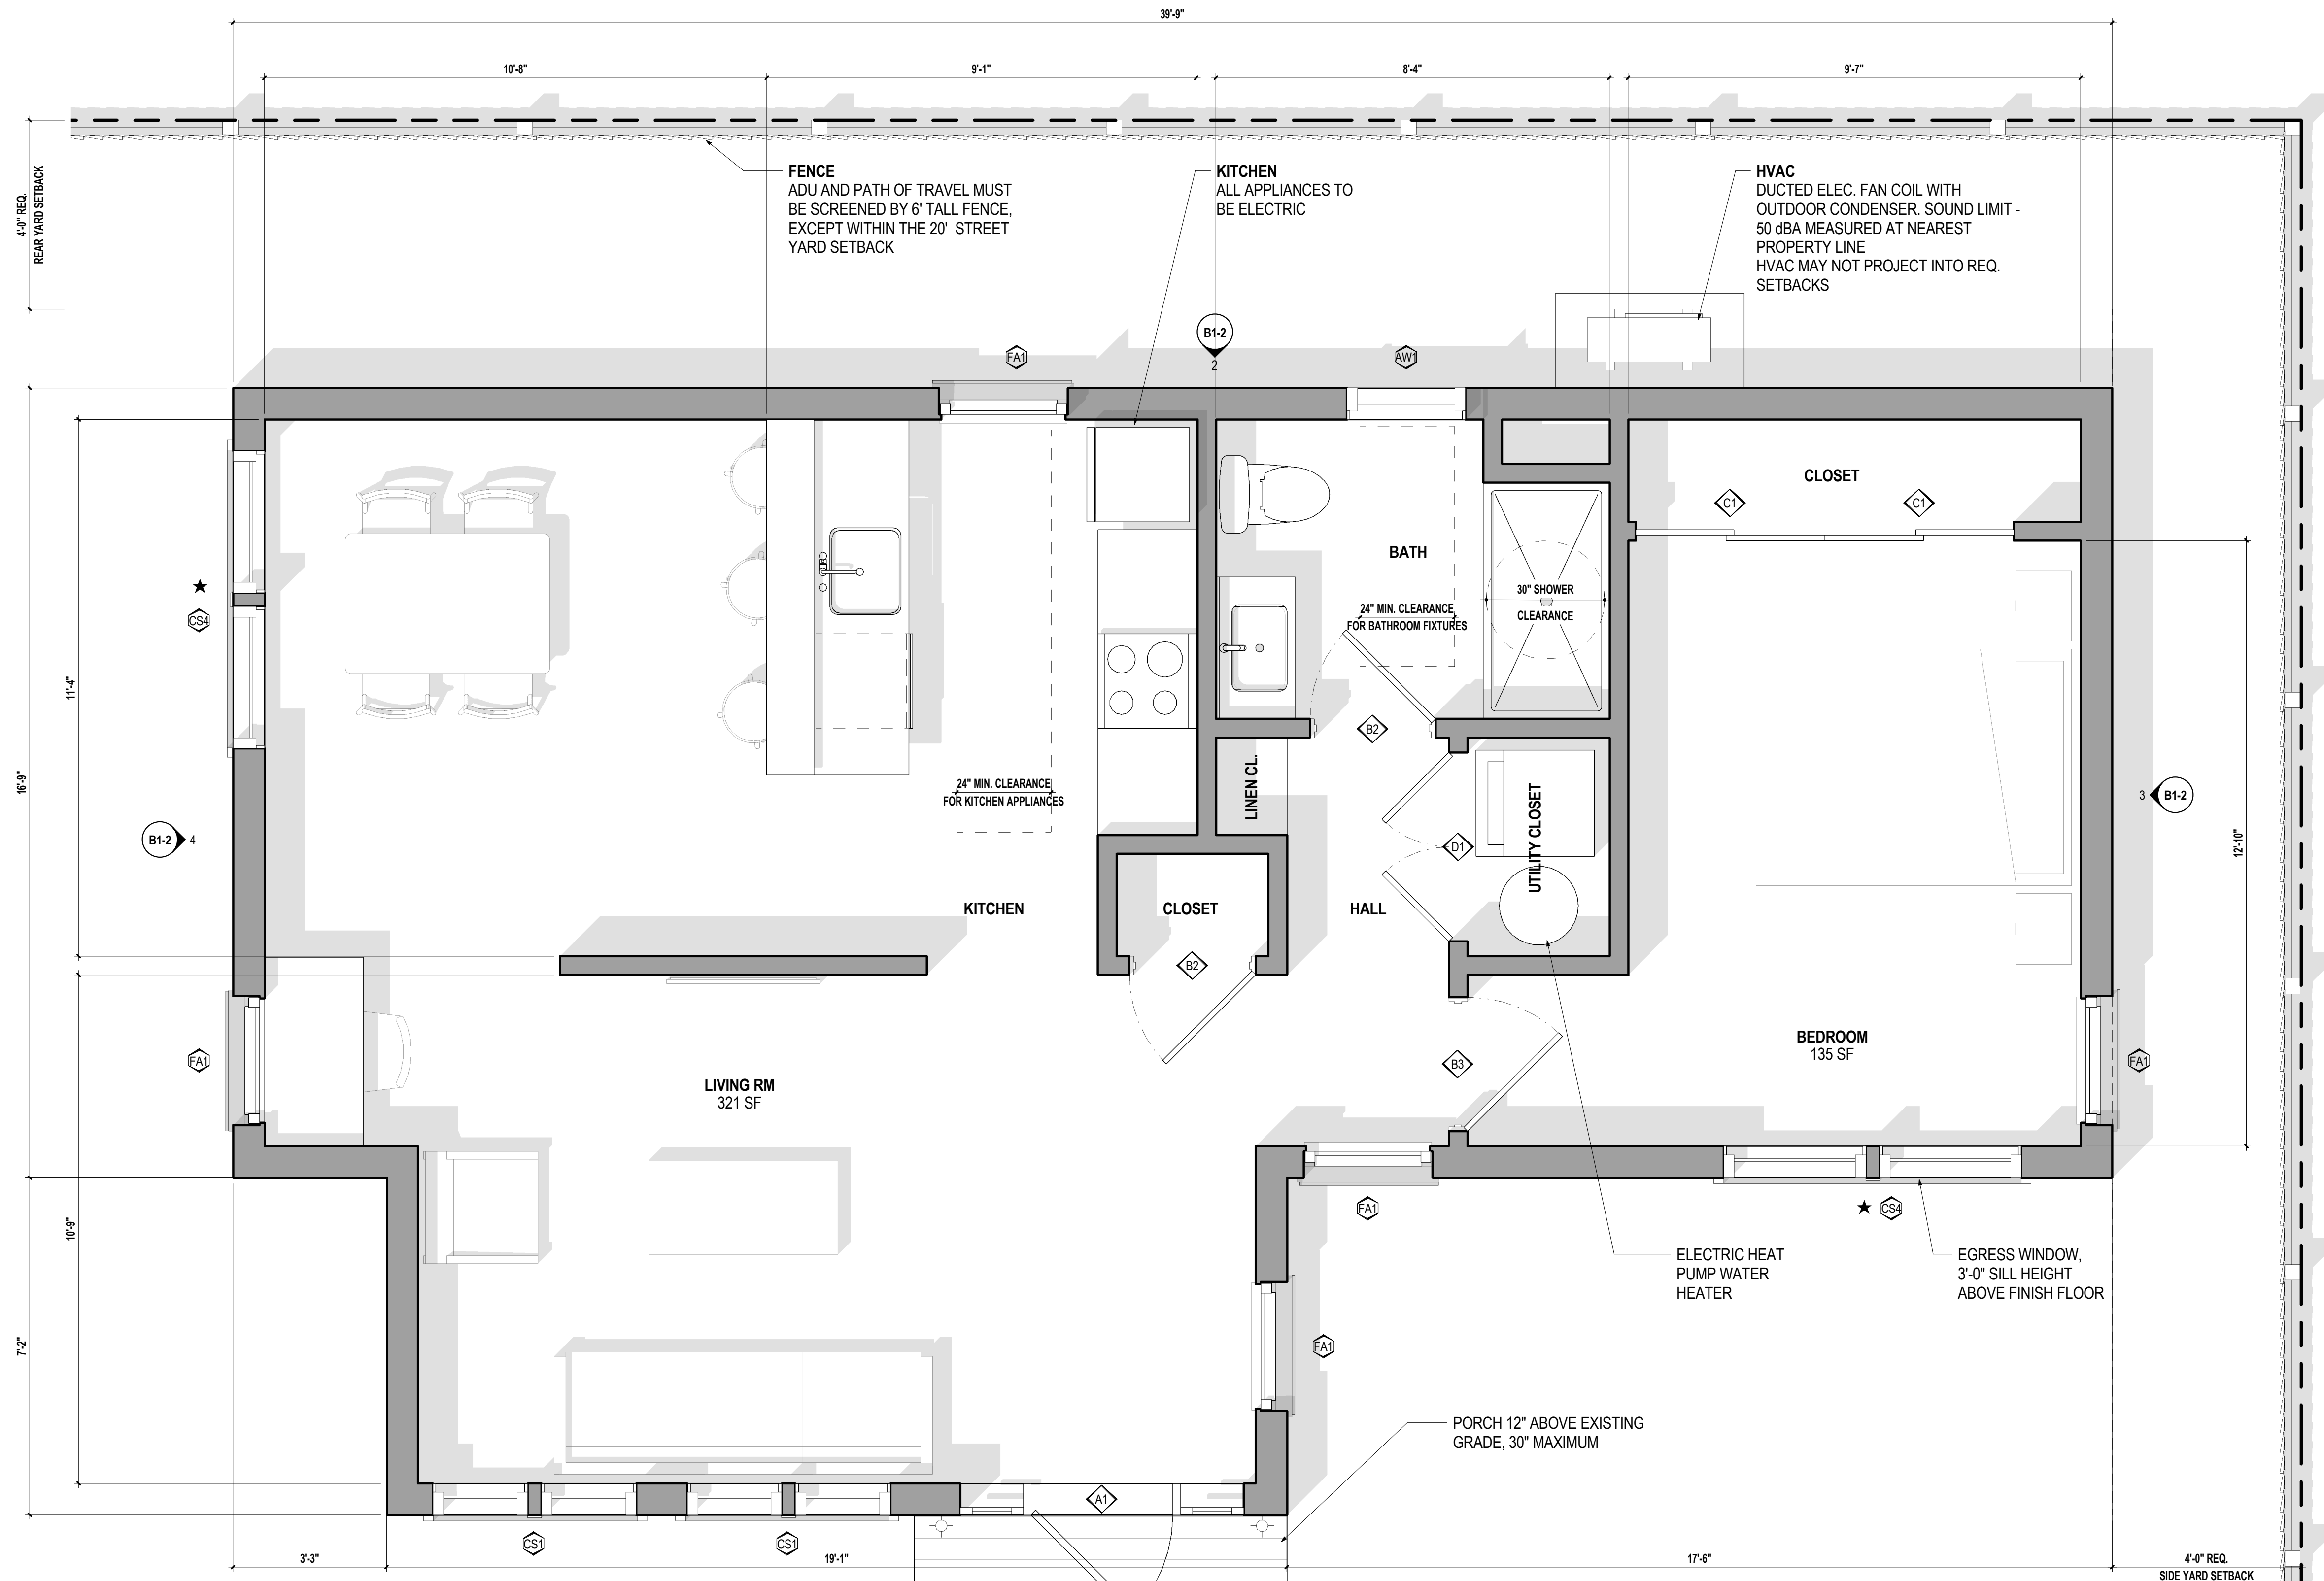 39'-9"
10'-8"
9'-1"
8'-4"
9'-7"
4'-0" REQ.
REAR YARD SETBACK
FENCE
ADU AND PATH OF TRAVEL MUST
BE SCREENED BY 6' TALL FENCE,
EXCEPT WITHIN THE 20' STREET
YARD SETBACK
KITCHEN
ALL APPLIANCES TO
BE ELECTRIC
HVAC
DUCTED ELEC. FAN COIL WITH
OUTDOOR CONDENSER. SOUND LIMIT -
50 dBA MEASURED AT NEAREST
PROPERTY LINE
HVAC MAY NOT PROJECT INTO REQ.
SETBACKS
B1-2
2
FA1
AW1
CLOSET
C1
C1
BATH
30" SHOWER
CLEARANCE
24" MIN. CLEARANCE
FOR BATHROOM FIXTURES
CS4
11'-4"
16'-9"
B2
24" MIN. CLEARANCE
FOR KITCHEN APPLIANCES
LINEN CL.
UTILITY CLOSET
D1
B1-2
4
3
B1-2
12'-10"
KITCHEN
CLOSET
HALL
B2
BEDROOM
135 SF
FA1
B3
FA1
LIVING RM
321 SF
10'-9"
FA1
CS4
ELECTRIC HEAT
PUMP WATER
HEATER
EGRESS WINDOW,
3'-0" SILL HEIGHT
ABOVE FINISH FLOOR
7'-2"
FA1
PORCH 12" ABOVE EXISTING
GRADE, 30" MAXIMUM
A1
CS1
CS1
3'-3"
19'-1"
17'-6"
4'-0" REQ.
SIDE YARD SETBACK